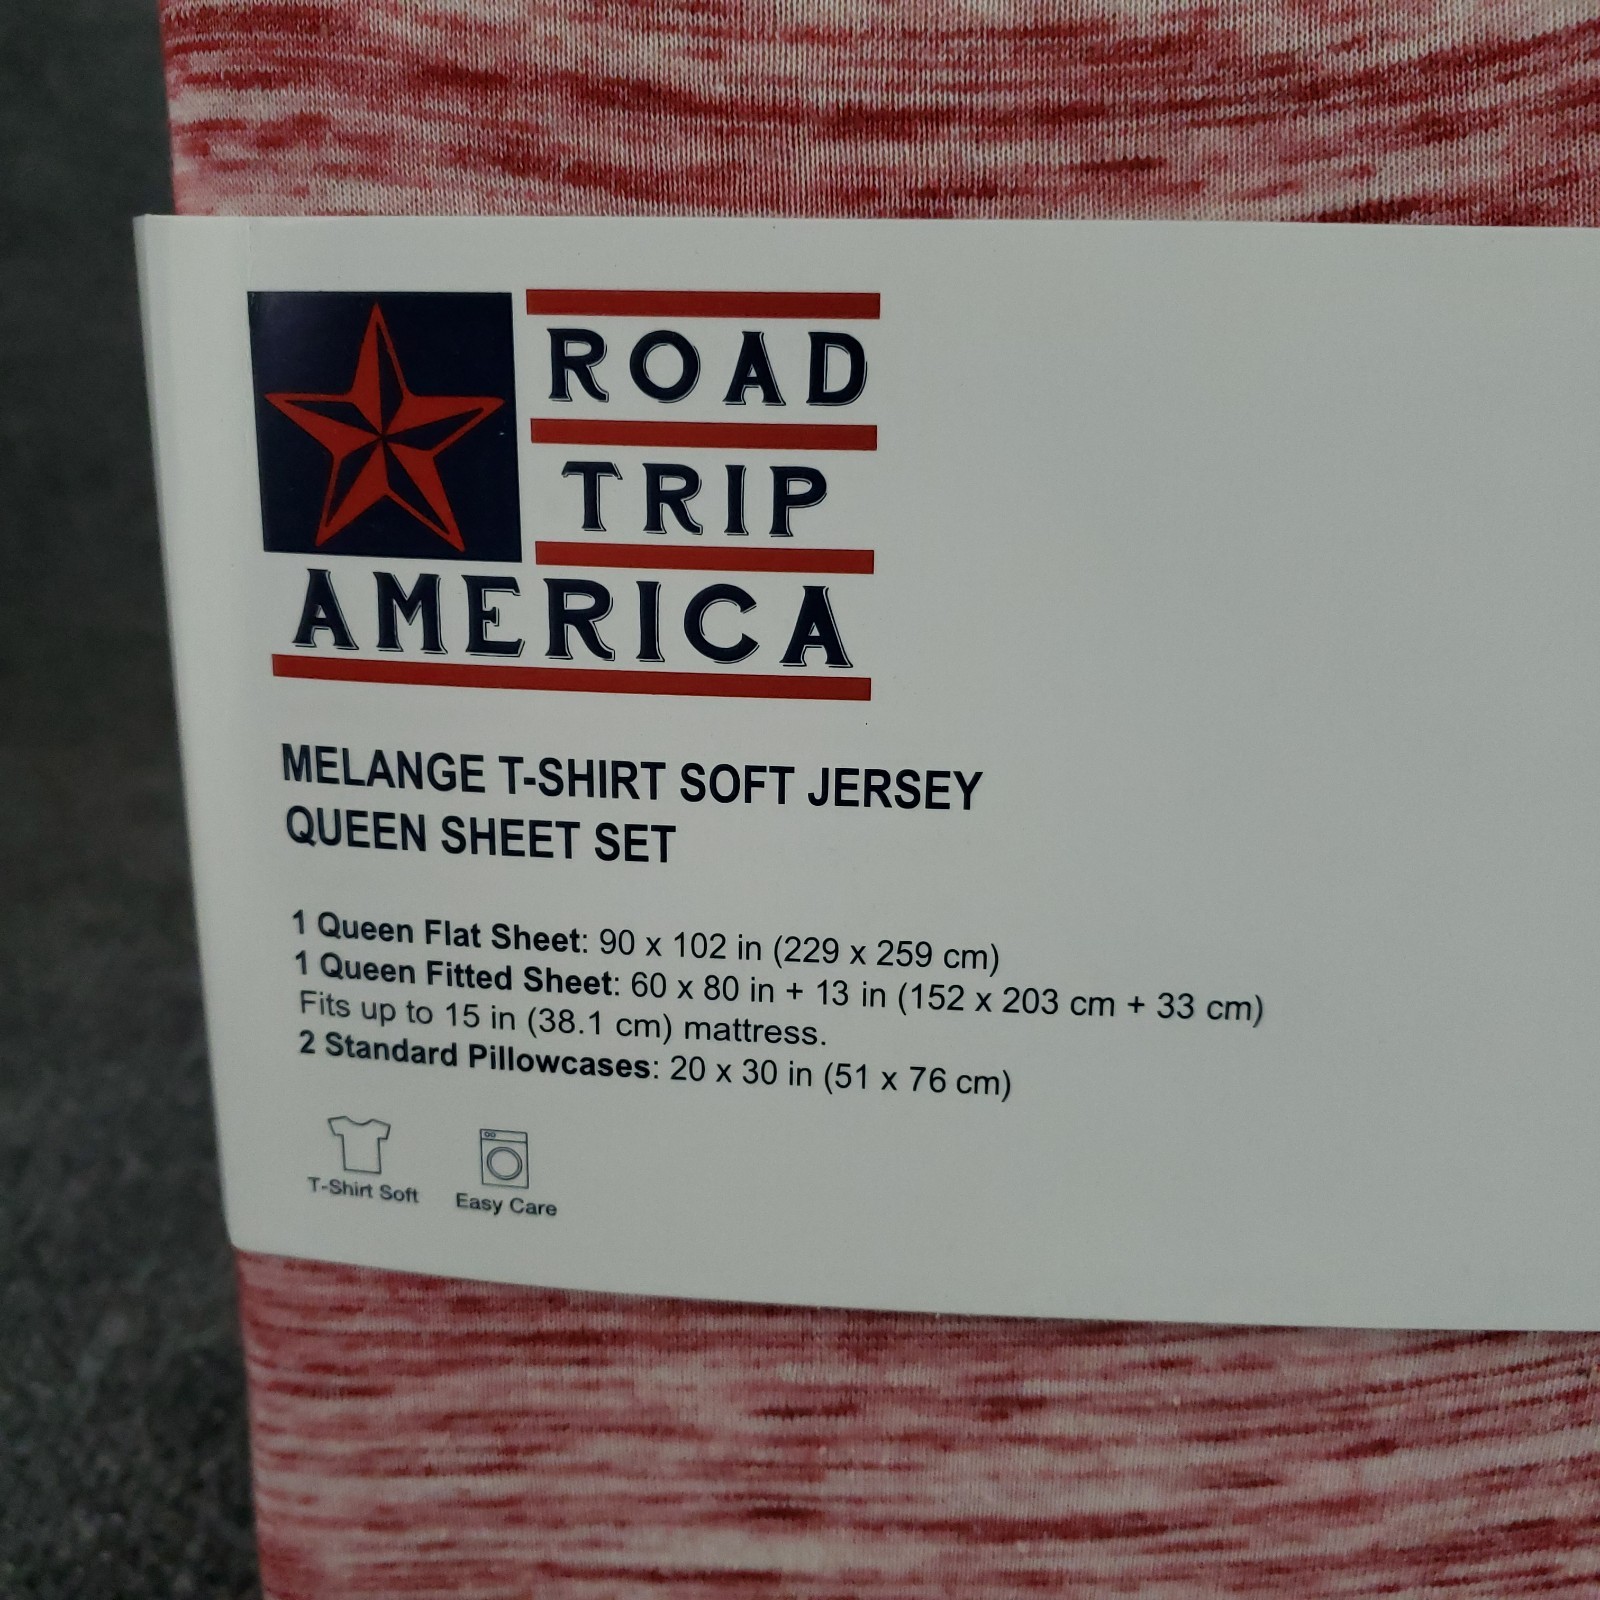 ROAD
TRIP
AMERICA
MELANGE T-SHIRT SOFT JERSEY
QUEEN SHEET SET
1 Queen Flat Sheet: 90 x 102 in (229 x 259 cm)
1 Queen Fitted Sheet: 60 x 80 in + 13 in (152 x 203 cm + 33 cm)
Fits up to 15 in (38.1 cm) mattress.
2 Standard Pillowcases: 20 x 30 in (51 x 76 cm)
T-Shirt Soft
Easy Care